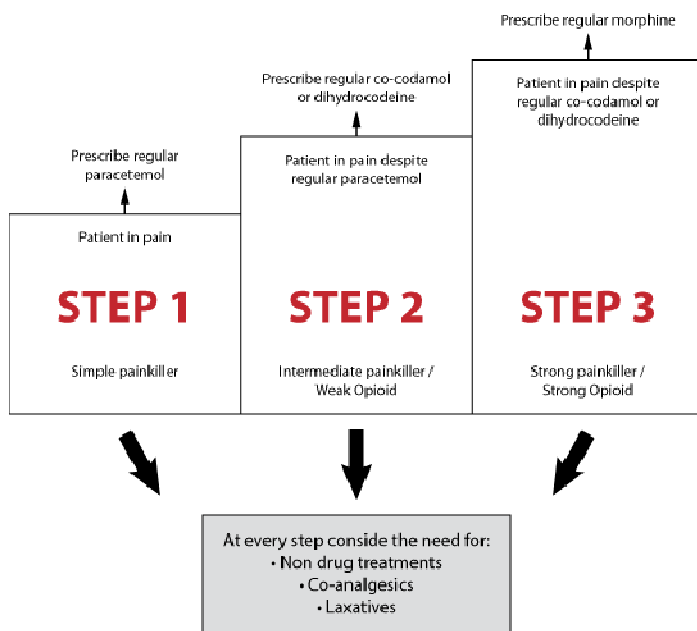 Prescribe regular
paracetemol
Patient in pain
STEP 1
Simple painkiller
Prescribe regular co-codamol
or dihydrocodeine
Patient in pain despite
regular paracetemol
STEP 2
Intermediate painkiller /
Weak Opioid
Prescribe regular morphine
Patient in pain despite
regular co-codamol or
dihydrocodeine
STEP 3
Strong painkiller /
Strong Opioid
At every step conside the need for:
• Non drug treatments
• Co-analgesics
• Laxatives